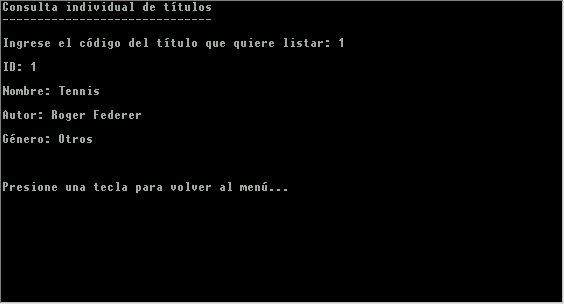 Consulta individual de títulos
------------------------------
Ingrese el código del título que quiere listar: 1
ID: 1
Nombre: Tennis
Autor: Roger Federer
Género: Otros
Presione una tecla para volver al menú...